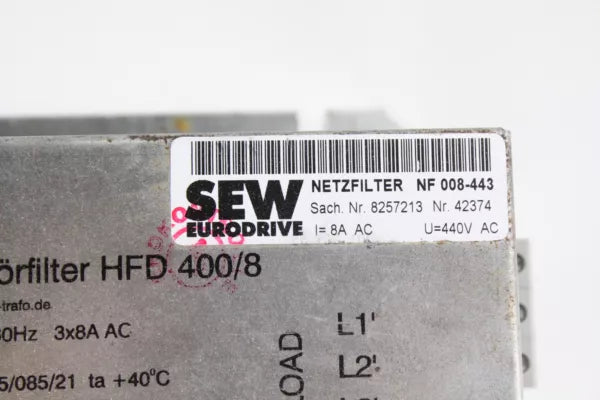 SEW
EURODRIVE
NETZFILTER NF 008-443
Sach. Nr. 8257213 Nr. 42374
I= 8A AC U=440V AC
örfilter HFD 400/8
-trafo.de
0Hz 3x8A AC
5/085/21 ta +40°C
LOAD
L1'
L2'